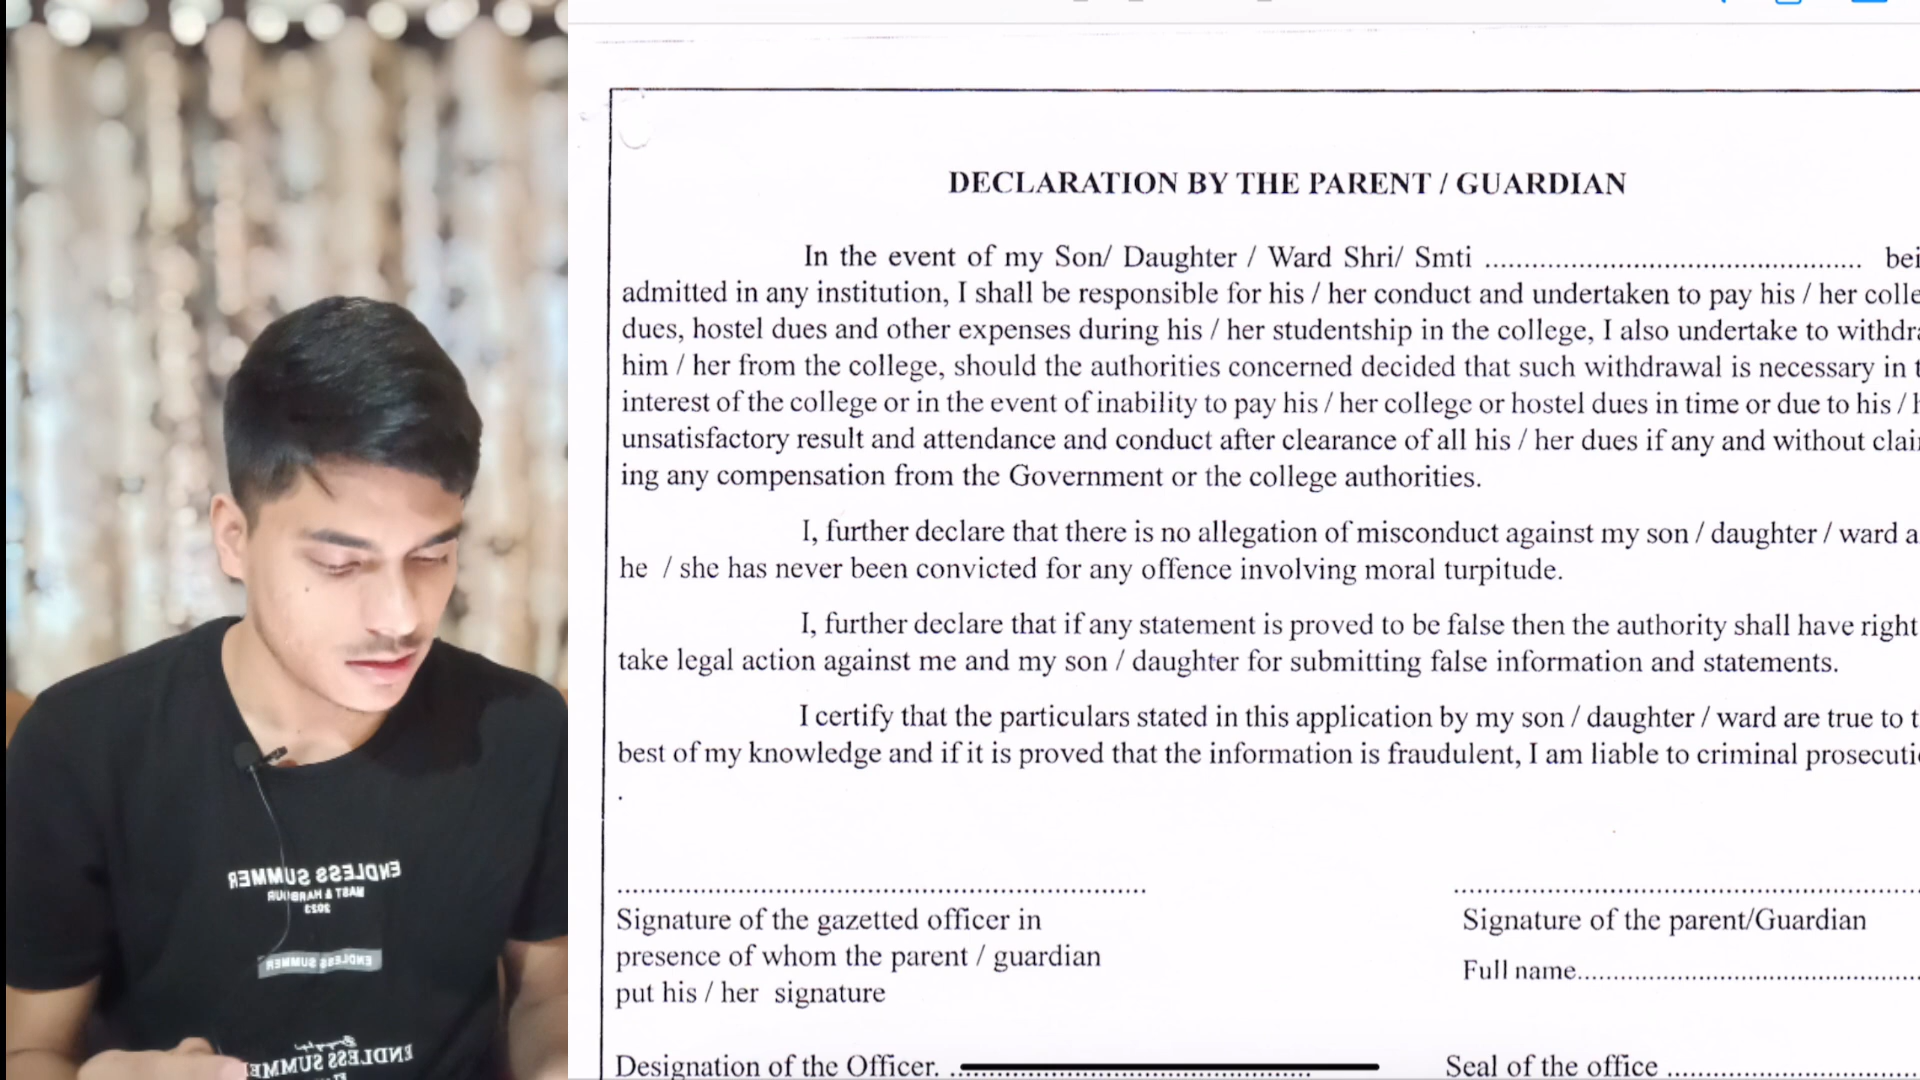 DECLARATION BY THE PARENT / GUARDIAN
In the event of my Son/ Daughter / Ward Shri/ Smti ................................................ bei
admitted in any institution, I shall be responsible for his / her conduct and undertaken to pay his / her colle
dues, hostel dues and other expenses during his / her studentship in the college, I also undertake to withdra
him / her from the college, should the authorities concerned decided that such withdrawal is necessary in t
interest of the college or in the event of inability to pay his / her college or hostel dues in time or due to his / h
unsatisfactory result and attendance and conduct after clearance of all his / her dues if any and without clai
ing any compensation from the Government or the college authorities.
I, further declare that there is no allegation of misconduct against my son / daughter / ward a
he / she has never been convicted for any offence involving moral turpitude.
I, further declare that if any statement is proved to be false then the authority shall have right
take legal action against me and my son / daughter for submitting false information and statements.
I certify that the particulars stated in this application by my son / daughter / ward are true to t
best of my knowledge and if it is proved that the information is fraudulent, I am liable to criminal prosecuti
.
Signature of the gazetted officer in
presence of whom the parent / guardian
put his / her signature
Signature of the parent/Guardian
Full name................................................
Designation of the Officer. ................................................
Seal of the office ................................
ENDLESS SUMMER
MAST & HARBOUR
2023
ENDLESS SUMMER
ENDLESS SUMMER